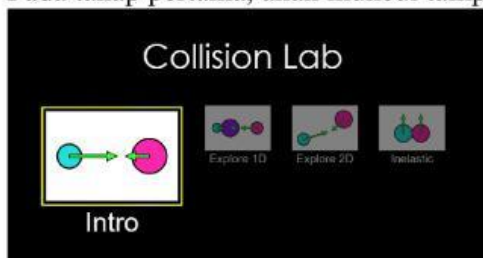 Collision Lab
Explore 1D
Explore 2D
Inelastic
Intro